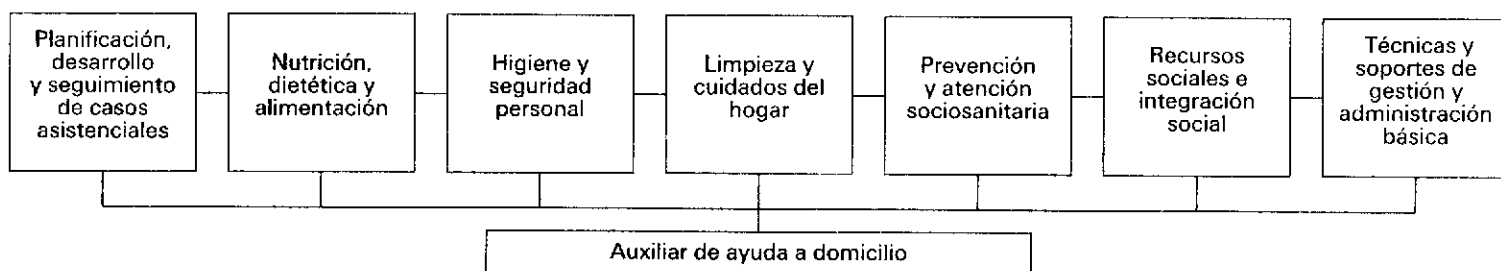 Planificación,
desarrollo
y seguimiento
de casos
asistenciales
Nutrición,
dietética y
alimentación
Higiene y
seguridad
personal
Limpieza y
cuidados del
hogar
Prevención
y atención
sociosanitaria
Recursos
sociales e
integración
social
Técnicas y
soportes de
gestión y
administración
básica
Auxiliar de ayuda a domicilio